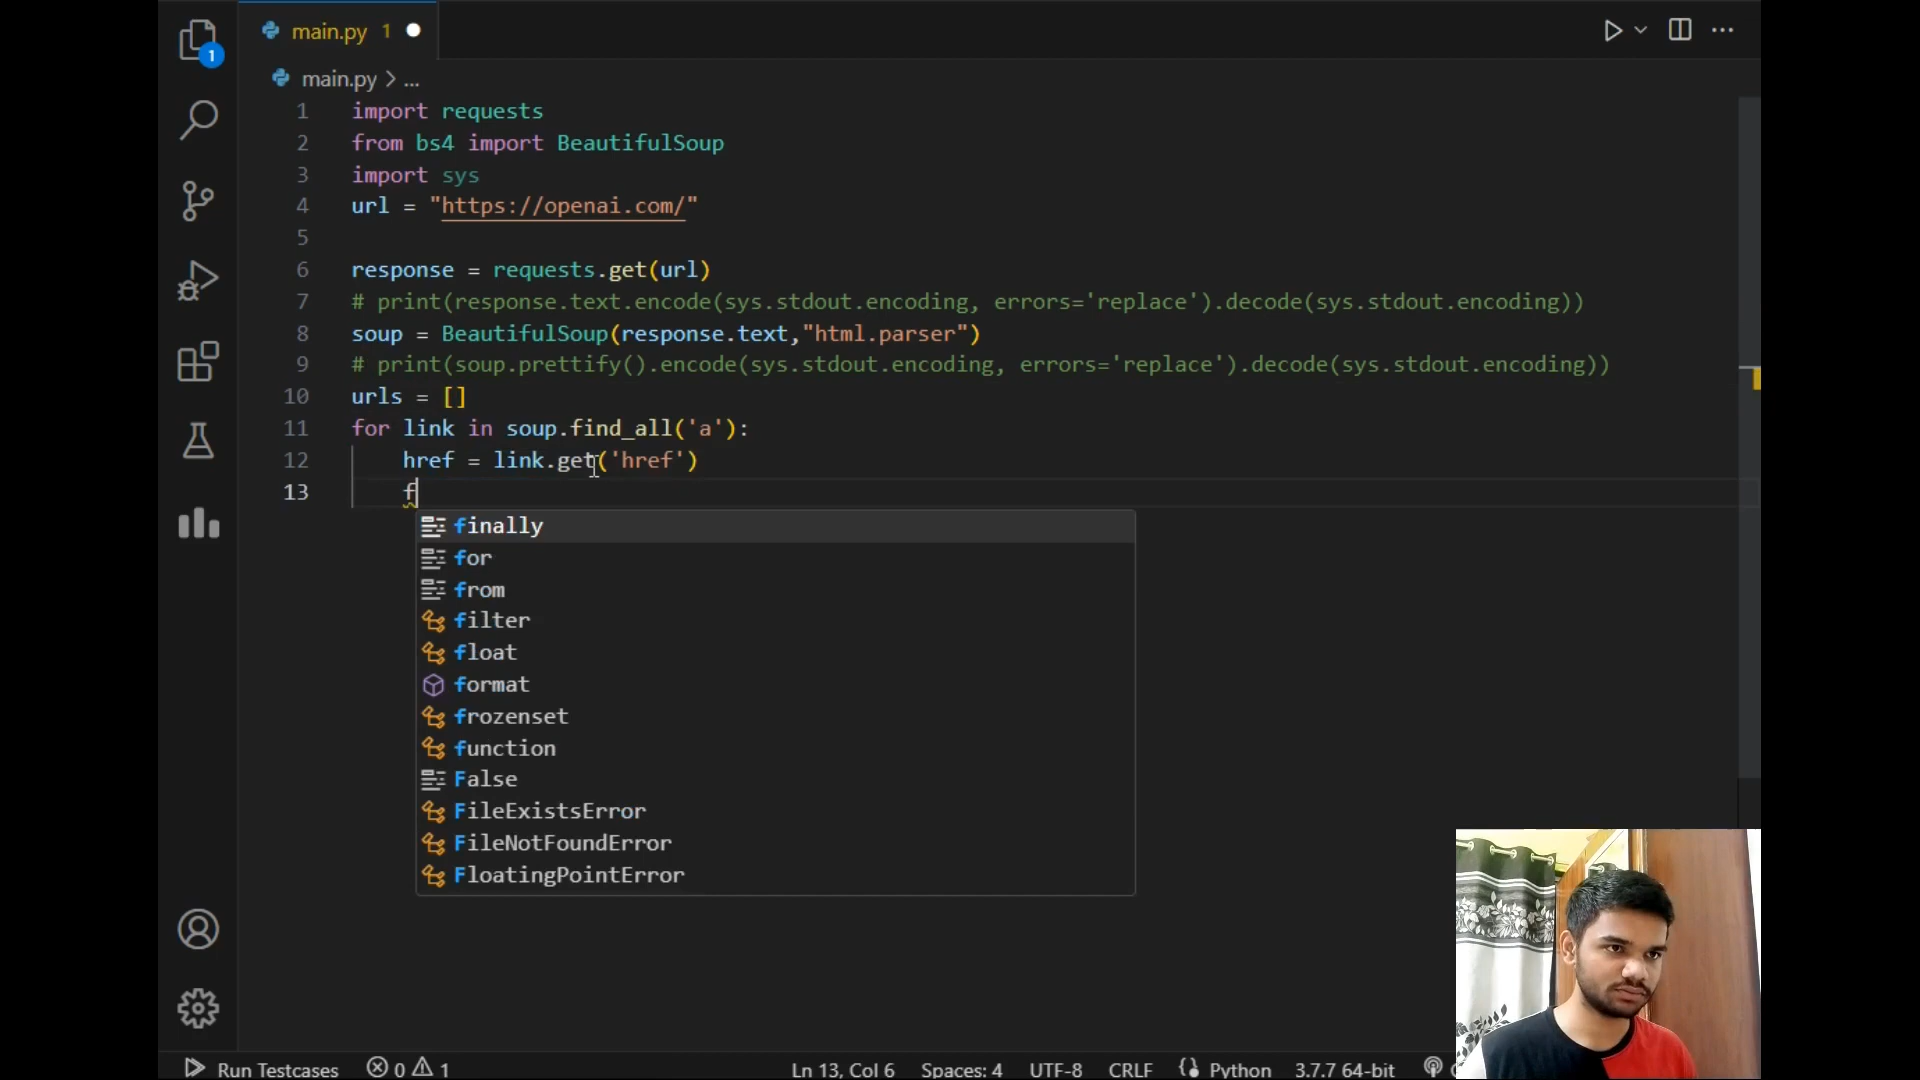 1
main.py 1
main.py > ...
1 import requests
2 from bs4 import BeautifulSoup
3 import sys
4 url = "https://openai.com/"
5
6 response = requests.get(url)
7 # print(response.text.encode(sys.stdout.encoding, errors='replace').decode(sys.stdout.encoding))
8 soup = BeautifulSoup(response.text,"html.parser")
9 # print(soup.prettify().encode(sys.stdout.encoding, errors='replace').decode(sys.stdout.encoding))
10 urls = []
11 for link in soup.find_all('a'):
12 href = link.get('href')
13 f
finally
for
from
filter
float
format
frozenset
function
False
FileExistsError
FileNotFoundError
FloatingPointError
Run Testcases 0 1 Ln 13, Col 6 Spaces: 4 UTF-8 CRLF Python 3.7.7 64-bit